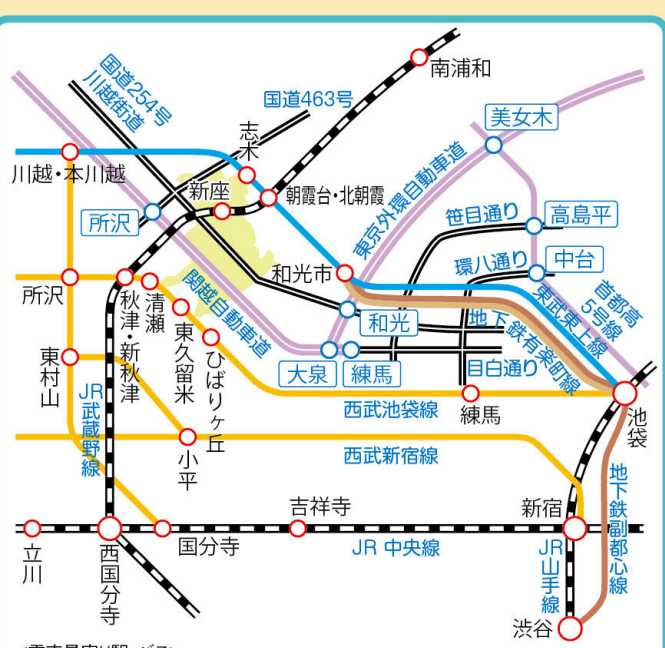 南浦和
国道254号
川越街道
国道463号
志木
美女木
川越・本川越
新座
朝霞台・北朝霞
東京外環自動車道
所沢
笹目通り
高島平
環八通り
中台
所沢
秋津・新秋津
清瀬
関越自動車道
和光市
首都高
5号線
東武東上線
地下鉄有楽町線
和光
東久留米
ひばりヶ丘
東村山
大泉
練馬
目白通り
JR武蔵野線
西武池袋線
練馬
池袋
小平
西武新宿線
地下鉄副都心線
吉祥寺
新宿
立川
西国分寺
国分寺
JR 中央線
JR山手線
渋谷